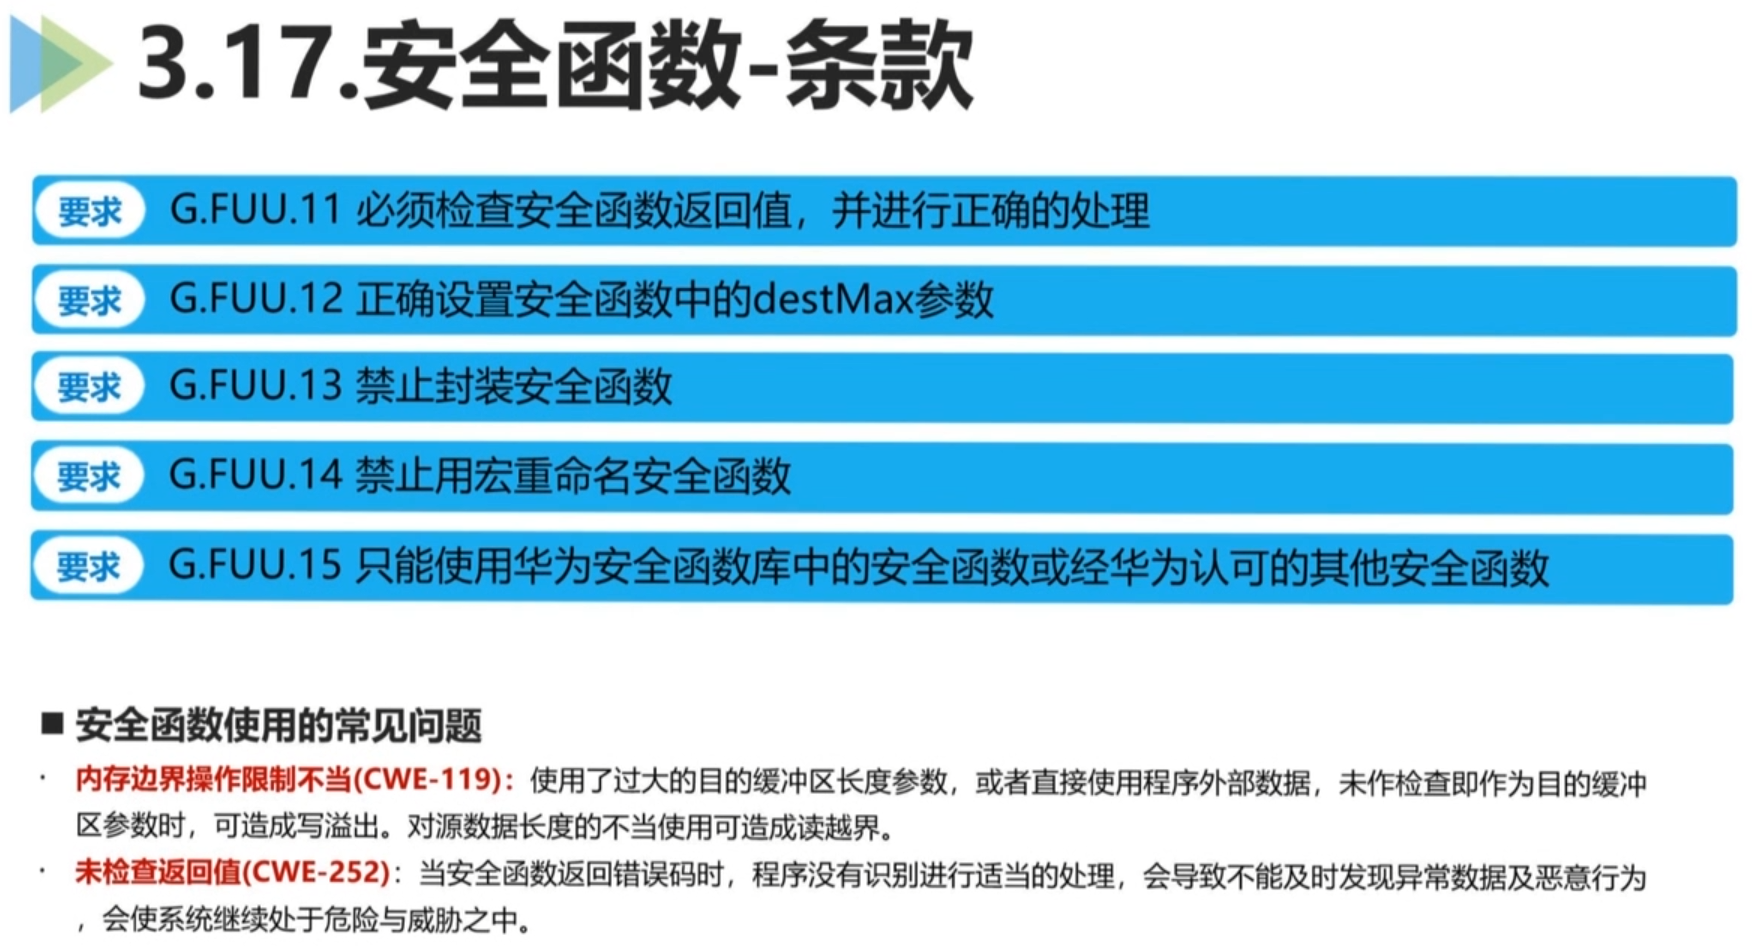 3.17.安全函数-条款
要求 G.FUU.11 必须检查安全函数返回值，并进行正确的处理
要求 G.FUU.12 正确设置安全函数中的destMax参数
要求 G.FUU.13 禁止封装安全函数
要求 G.FUU.14 禁止用宏重命名安全函数
要求 G.FUU.15 只能使用华为安全函数库中的安全函数或经华为认可的其他安全函数
■ 安全函数使用的常见问题
· 内存边界操作限制不当(CWE-119)：使用了过大的目的缓冲区长度参数，或者直接使用程序外部数据，未作检查即作为目的缓冲
区参数时，可造成写溢出。对源数据长度的不当使用可造成读越界。
· 未检查返回值(CWE-252)：当安全函数返回错误码时，程序没有识别进行适当的处理，会导致不能及时发现异常数据及恶意行为
，会使系统继续处于危险与威胁之中。